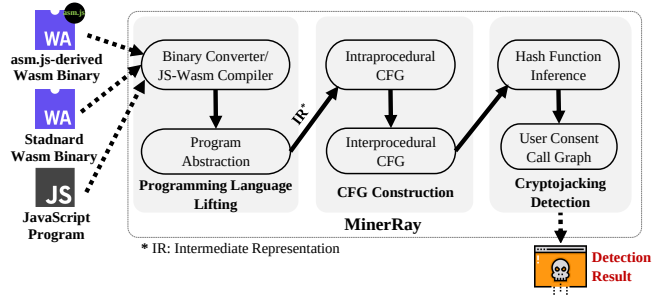 asm.js
WA
asm.js-derived
Wasm Binary
WA
Stadnard
Wasm Binary
JS
JavaScript
Program
Binary Converter/
JS-Wasm Compiler
Program
Abstraction
Programming Language
Lifting
IR*
Intraprocedural
CFG
Interprocedural
CFG
CFG Construction
Hash Function
Inference
User Consent
Call Graph
Cryptojacking
Detection
MinerRay
* IR: Intermediate Representation
!
Detection
Result